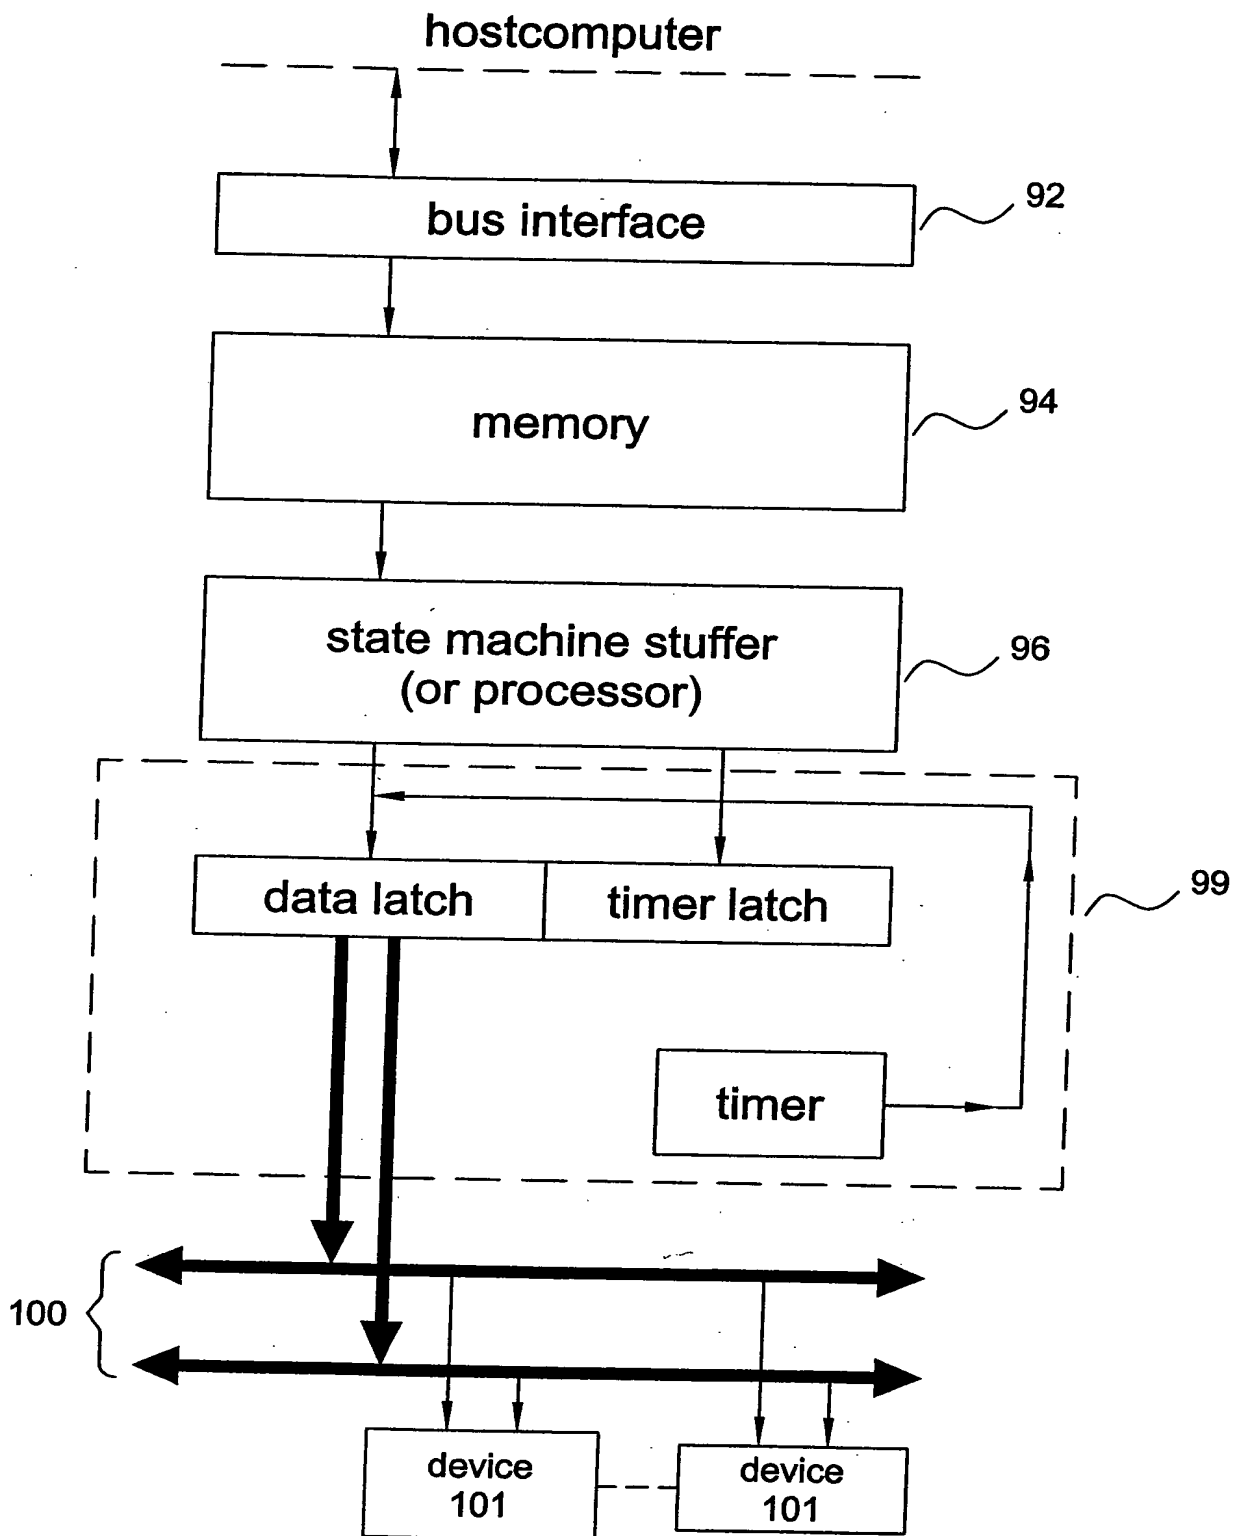 hostcomputer
bus interface
92
memory
94
state machine stuffer
(or processor)
96
data latch
timer latch
99
timer
100
device
101
device
101